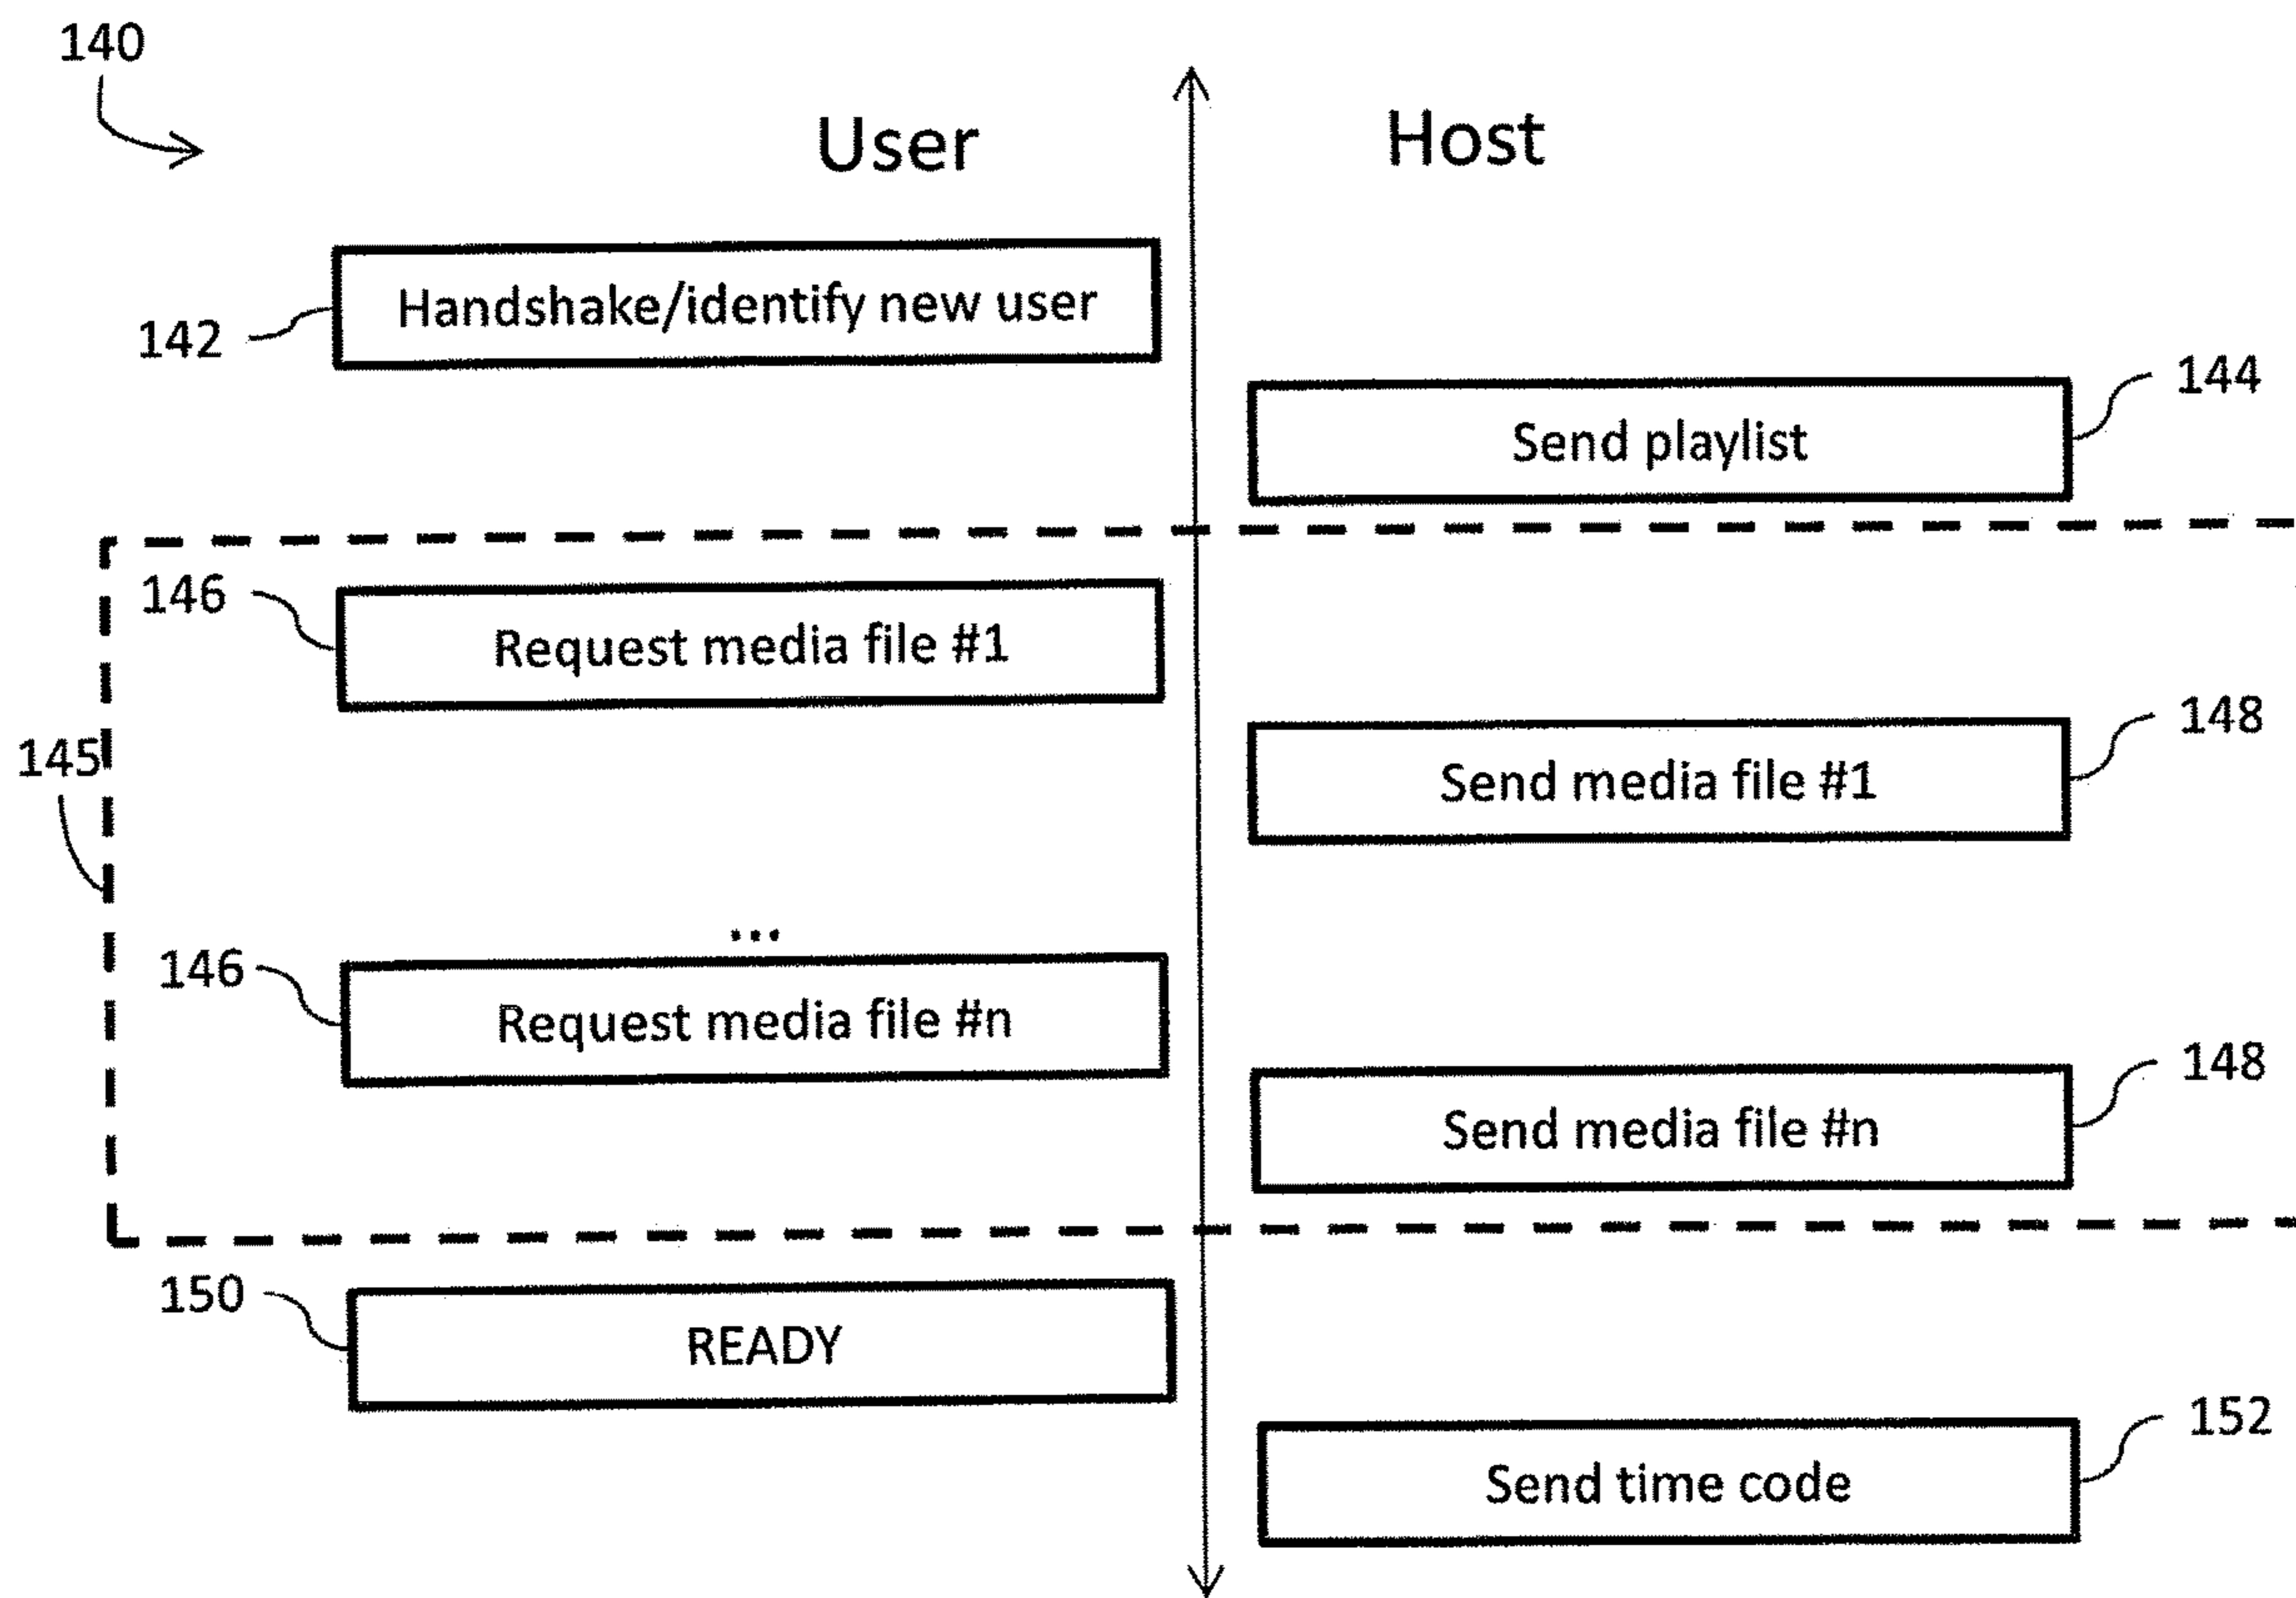 140
User
Host
Handshake/identify new user
142
144
Send playlist
146
Request media file #1
148
145
Send media file #1
...
146
Request media file #n
148
Send media file #n
150
READY
152
Send time code